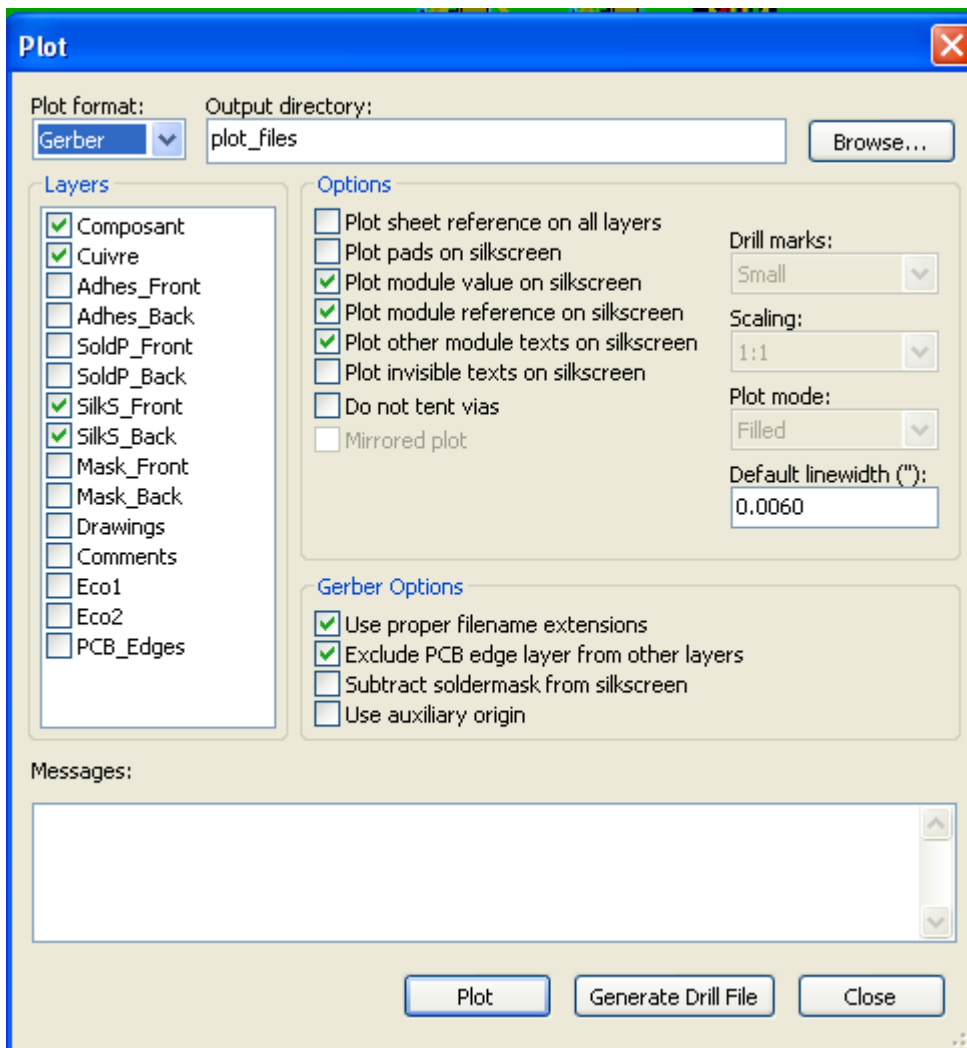 Plot
Plot format:
Output directory:
Gerber
plot_files
Browse...
Layers
Composant
Cuivre
Adhes_Front
Adhes_Back
SoldP_Front
SoldP_Back
SilkS_Front
SilkS_Back
Mask_Front
Mask_Back
Drawings
Comments
Eco1
Eco2
PCB_Edges
Options
Plot sheet reference on all layers
Plot pads on silkscreen
Plot module value on silkscreen
Plot module reference on silkscreen
Plot other module texts on silkscreen
Plot invisible texts on silkscreen
Do not tent vias
Mirrored plot
Drill marks:
Small
Scaling:
1:1
Plot mode:
Filled
Default linewidth ("):
0.0060
Gerber Options
Use proper filename extensions
Exclude PCB edge layer from other layers
Subtract soldermask from silkscreen
Use auxiliary origin
Messages:
Plot
Generate Drill File
Close